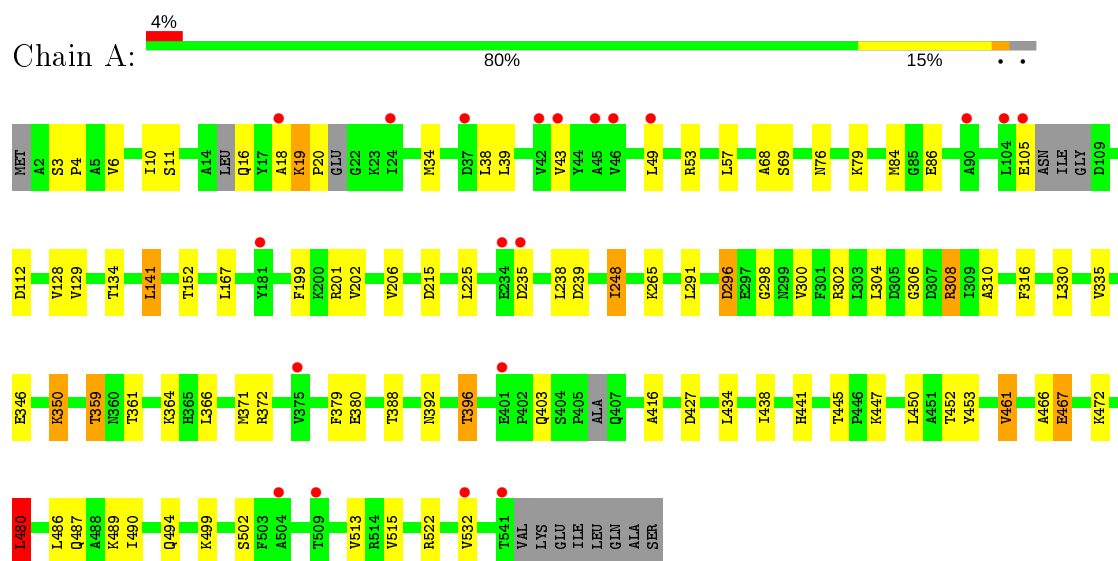 4%
Chain A:
80% 15% • •
MET A2 S3 P4 A5 V6 I10 S11 A14 LEU Q16 Y17 A18 K19 P20 GLU G22 K23 I24 M34 D37 L38 L39 V42 V43 Y44 A45 V46 L49 R53 L57 A68 S69 N76 K79 M84 G85 E86 A90 L104 E105 ASN ILE GLY D109
D112 V128 V129 T134 L141 T152 L167 Y181 F199 K200 R201 V202 V206 D215 L225 E234 D235 L238 D239 I248 K265 L291 D296 E297 G298 N299 V300 F301 R302 L303 L304 D305 G306 D307 R308 I309 A310 F316 L330 V335
E346 K350 T359 N360 T361 K364 H365 L366 M371 R372 V375 F379 E380 T388 N392 T396 E401 P402 Q403 S404 P405 ALA Q407 A416 D427 L434 I438 H441 T445 P446 K447 L450 A451 T452 Y453 V461 A466 E467 K472
L480 L486 Q487 A488 K489 I490 Q494 K499 S502 F503 A504 T509 V513 R514 V515 R522 V532 T541 VAL LYS GLU ILE LEU GLN ALA SER